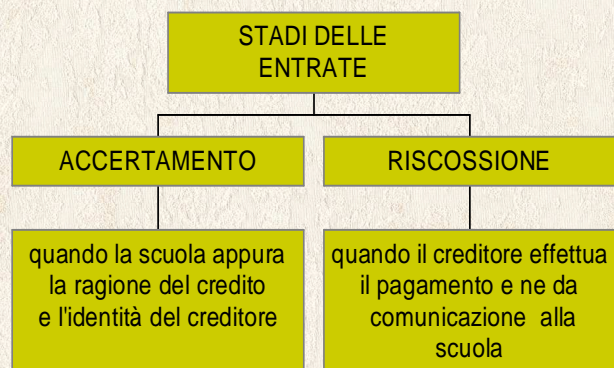 STADI DELLE
ENTRATE
ACCERTAMENTO
RISCOSSIONE
quando la scuola appura
la ragione del credito
e l'identità del creditore
quando il creditore effettua
il pagamento e ne da
comunicazione alla
scuola